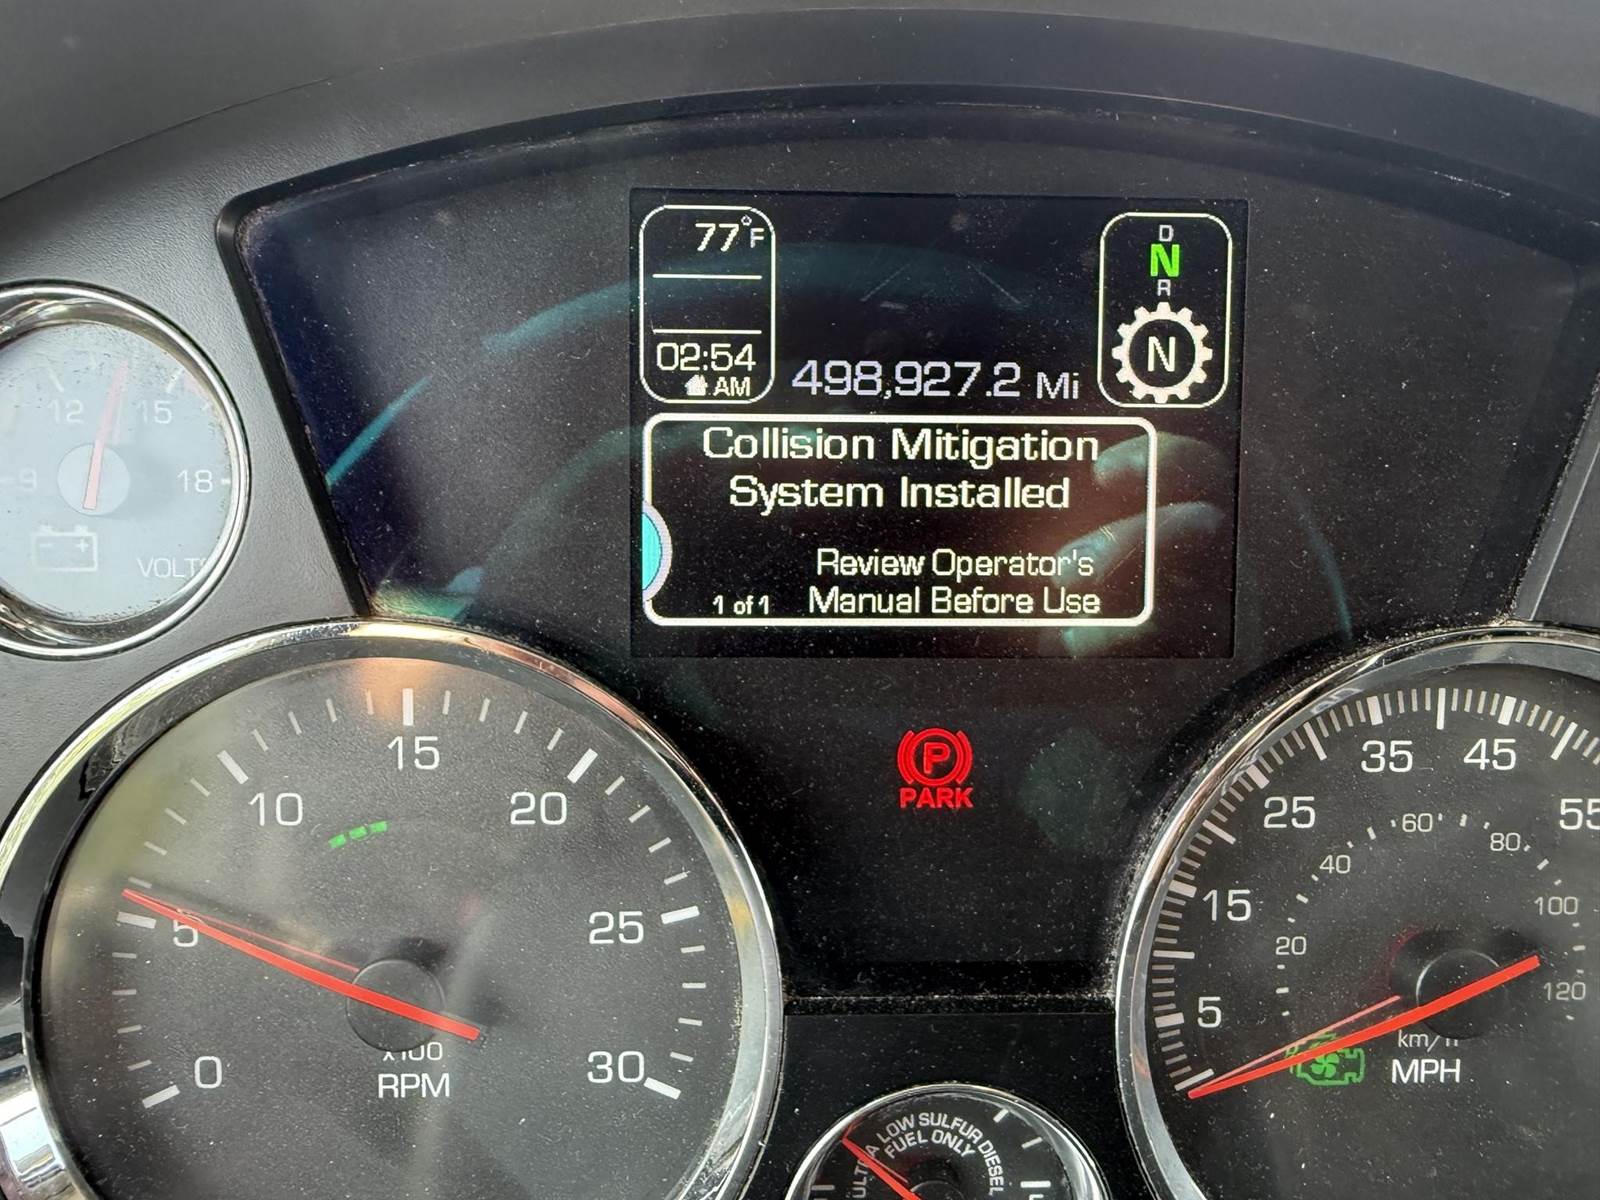 77°F
D
N
R
N
02:54
AM
498,927.2 Mi
Collision Mitigation
System Installed
Review Operator's
1 of 1 Manual Before Use
9
12
15
18
VOLTS
PARK
0
5
10
15
20
25
30
x100
RPM
5
15
25
35
45
55
20
40
60
80
100
120
km/h
MPH
ULTRA LOW SULFUR DIESEL
FUEL ONLY